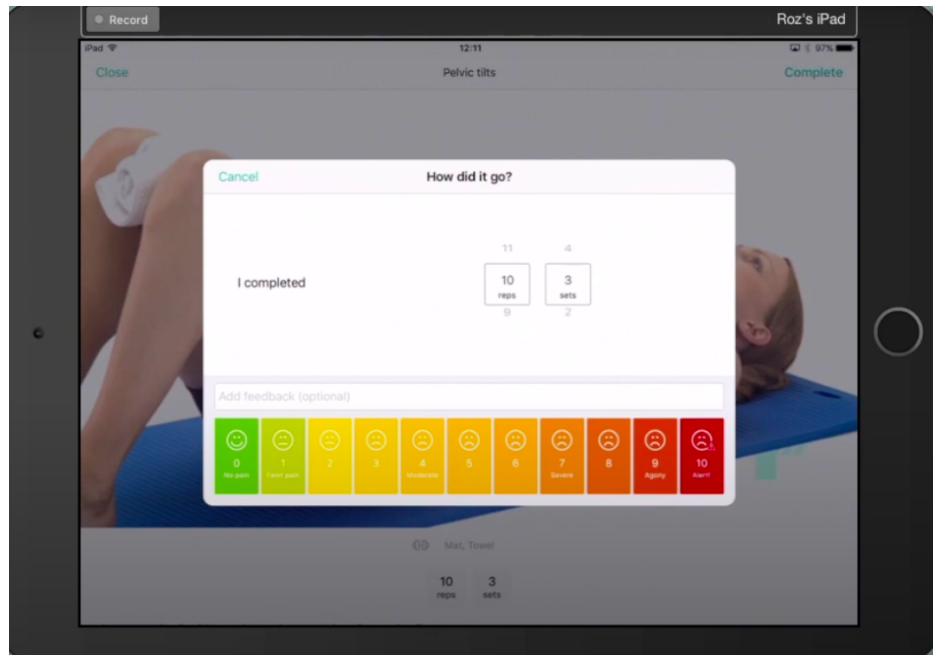 Record
Roz's iPad
iPad 12:11 97%
Close Pelvic tilts Complete
Cancel How did it go?
11 4
I completed 10 3
reps sets
9 2
Add feedback (optional)
0 1 2 3 4 5 6 7 8 9 10
No pain Faint pain Moderate Severe Agony Alert!
Mat, Towel
10 3
reps sets